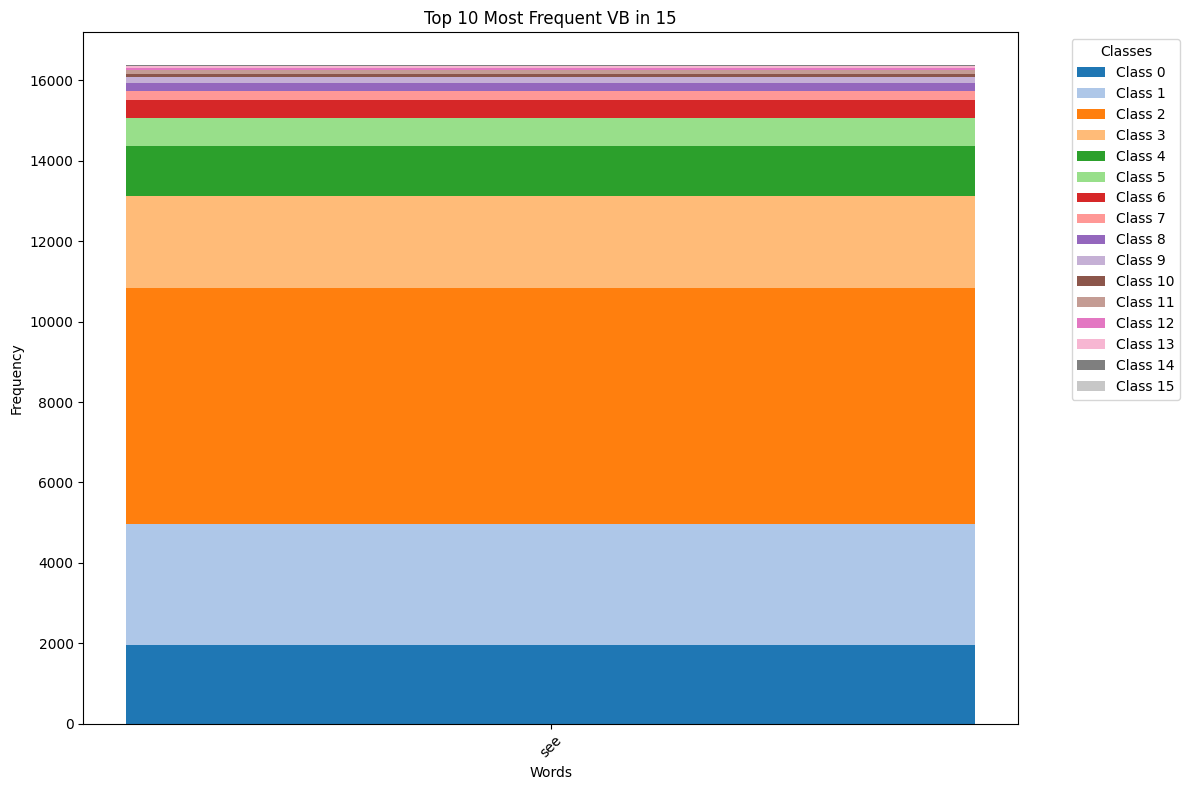 Top 10 Most Frequent VB in 15
Classes
Class 0
Class 1
Class 2
Class 3
Class 4
Class 5
Class 6
Class 7
Class 8
Class 9
Class 10
Class 11
Class 12
Class 13
Class 14
Class 15
Frequency
16000
14000
12000
10000
8000
6000
4000
2000
0
see
Words